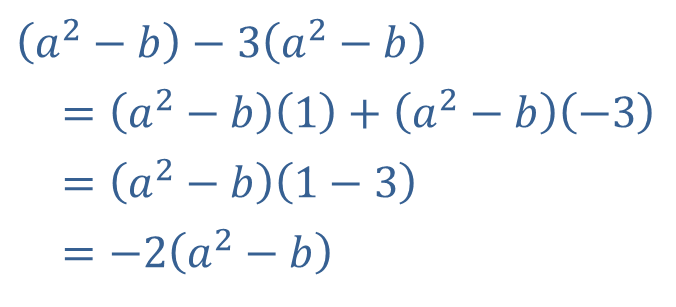 (a² − b) − 3(a² − b)
= (a² − b)(1) + (a² − b)(−3)
= (a² − b)(1 − 3)
= −2(a² − b)